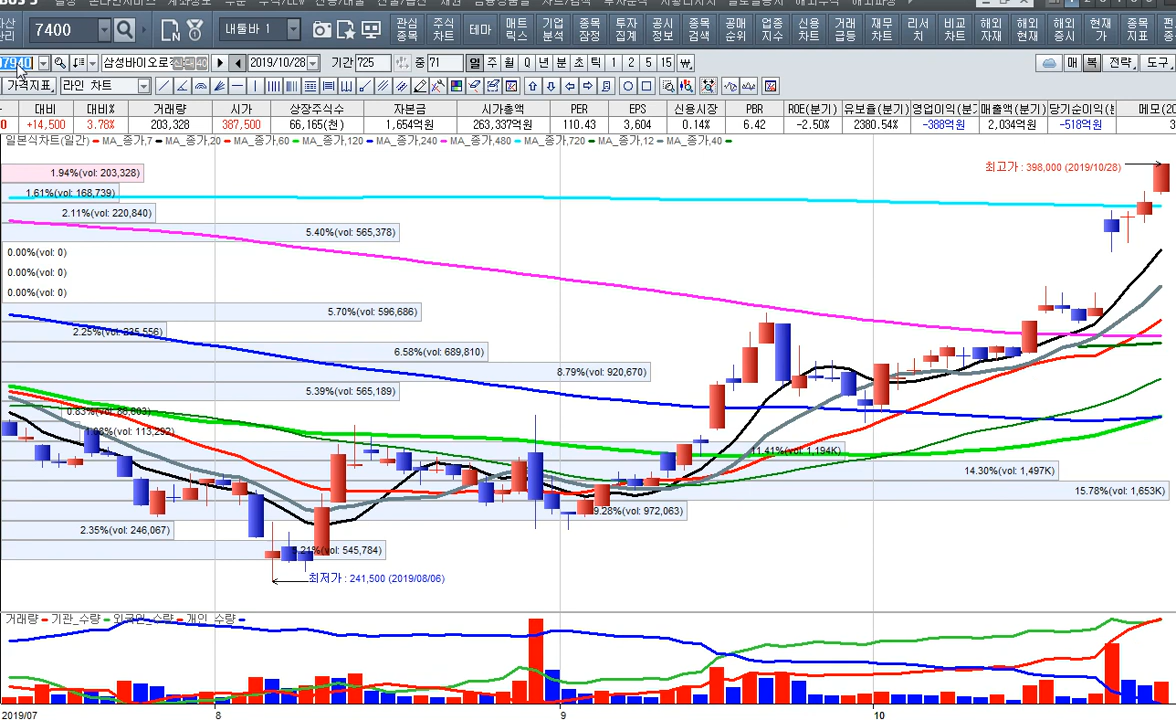 7400 내툴바 1 관심종목 주식차트 테마 매트릭스 기업분석 종목잠정 투자집계 공시정보 종목검색 공매순위 업종지수 신용차트 거래급등 재무차트 리서치 비교차트 해외차트 해외현재 해외증시 현재가 종목지표
삼성바이오로 2019/10/28 기간 725 중 71 일 주 월 Q 년 분 초 틱 1 2 5 15 매 복 전략 도구
가격지표 라인 차트
대비 대비% 거래량 시가 상장주식수 자본금 시가총액 PER EPS 신용시장 PBR ROE(분기) 유보율(분기) 영업이익(분기 매출액(분기) 당기순이익(
+14,500 3.78% 203,328 387,500 66,165(천) 1,654억원 263,337억원 110.43 3,604 0.14% 6.42 -2.50% 2380.54% -388억원 2,034억원 -518억원
일본식차트(일간) MA_종가,7 MA_종가,20 MA_종가,60 MA_종가,120 MA_종가,240 MA_종가,480 MA_종가,720 MA_종가,12 MA_종가,40
최고가 : 398,000 (2019/10/28)
1.94%(vol: 203,328)
1.61%(vol: 168,739)
2.11%(vol: 220,840)
5.40%(vol: 565,378)
0.00%(vol: 0)
0.00%(vol: 0)
0.00%(vol: 0)
5.70%(vol: 596,686)
2.25%(vol: 235,556)
6.58%(vol: 689,810)
8.79%(vol: 920,670)
5.39%(vol: 565,189)
0.83%(vol: 86,603)
1.08%(vol: 113,292)
11.41%(vol: 1,194K)
14.30%(vol: 1,497K)
15.78%(vol: 1,653K)
9.28%(vol: 972,063)
2.35%(vol: 246,067)
5.21%(vol: 545,784)
최저가 : 241,500 (2019/08/06)
거래량 기관_수량 외국인_수량 개인_수량
2019/07 8 9 10